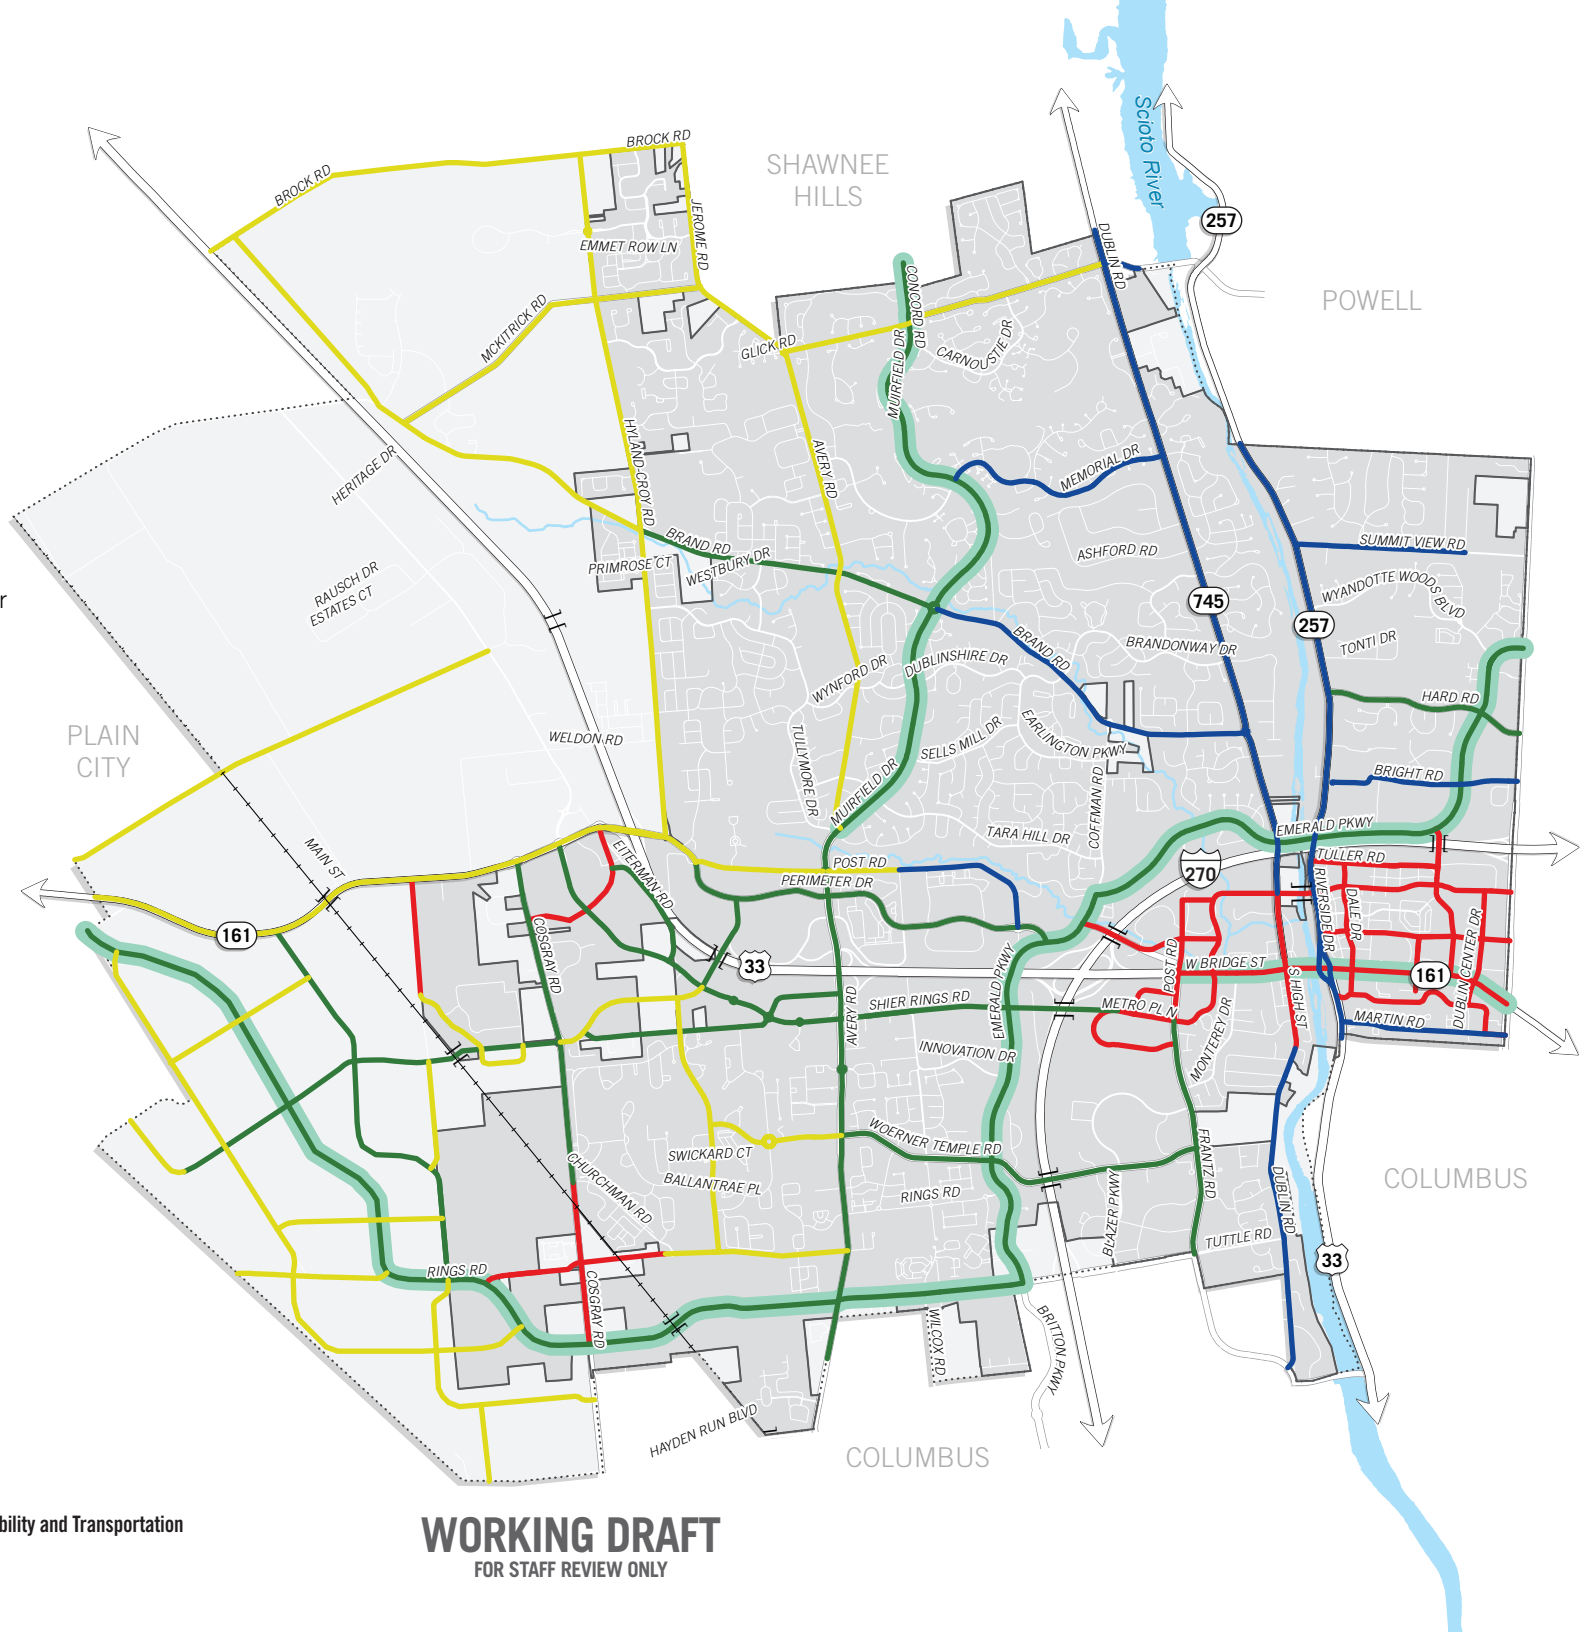 BROCK RD
BROCK RD
SHAWNEE
HILLS
Scioto River
257
EMMET ROW LN
JEROME RD
DUBLIN RD
CONCORD RD
POWELL
MCKITRICK RD
GLICK RD
MUIRFIELD DR
CARNOUSTIE DR
HYLAND-CROY RD
AVERY RD
HERITAGE DR
MEMORIAL DR
BRAND RD
WESTBURY DR
PRIMROSE CT
ASHFORD RD
SUMMIT VIEW RD
RAUSCH DR
ESTATES CT
r
745
257
WYANDOTTE WOODS BLVD
TONTI DR
BRAND RD
BRANDONWAY DR
DUBLINSHIRE DR
WYNFORD DR
HARD RD
PLAIN
CITY
WELDON RD
TULLYMORE DR
SELLS MILL DR
EARLINGTON PKWY
COFFMAN RD
BRIGHT RD
MUIRFIELD DR
TARA HILL DR
EMERALD PKWY
MAIN ST
EITERMAN RD
POST RD
PERIMETER DR
270
TULLER RD
RIVERSIDE DR
DALE DR
DUBLIN CENTER DR
161
COSGRAY RD
33
EMERALD PKWY
POST RD
W BRIDGE ST
161
S HIGH ST
AVERY RD
SHIER RINGS RD
METRO PL N
MARTIN RD
INNOVATION DR
MONTEREY DR
WOERNER TEMPLE RD
SWICKARD CT
BALLANTRAE PL
CHURCHMAN RD
RINGS RD
BLAZER PKWY
FRANTZ RD
DUBLIN RD
COLUMBUS
TUTTLE RD
33
RINGS RD
COSGRAY RD
WILCOX RD
BRITTON PKWY
HAYDEN RUN BLVD
COLUMBUS
bility and Transportation
WORKING DRAFT
FOR STAFF REVIEW ONLY